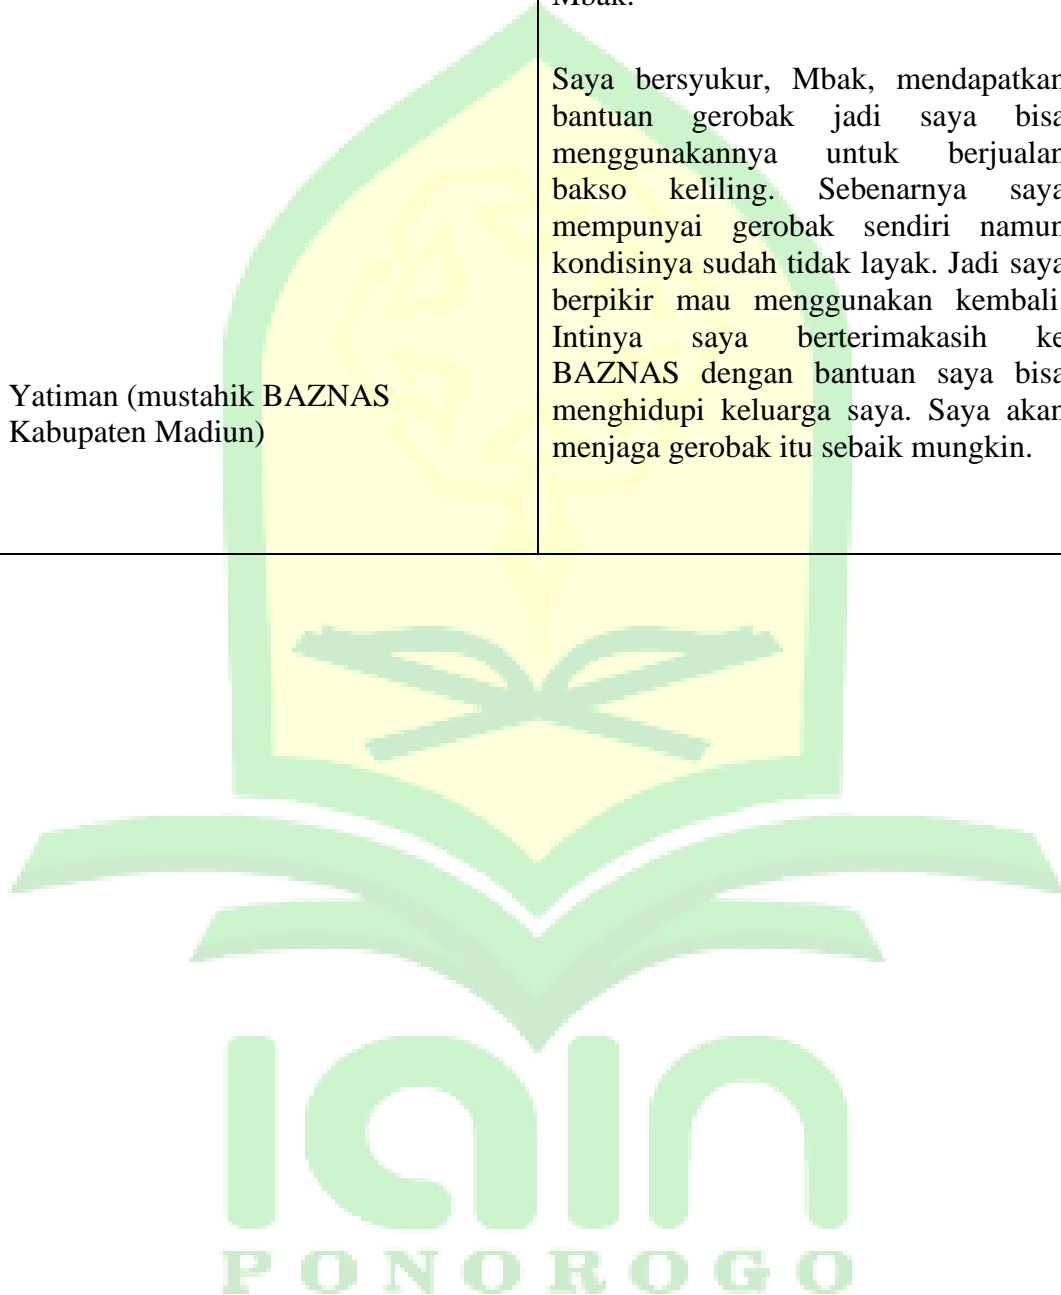 Mbak.
Saya bersyukur, Mbak, mendapatkan
bantuan gerobak jadi saya bisa
menggunakannya untuk berjualan
bakso keliling. Sebenarnya saya
mempunyai gerobak sendiri namun
kondisinya sudah tidak layak. Jadi saya
berpikir mau menggunakan kembali
Intinya saya berterimakasih ke
BAZNAS dengan bantuan saya bisa
menghidupi keluarga saya. Saya akan
menjaga gerobak itu sebaik mungkin.
Yatiman (mustahik BAZNAS
Kabupaten Madiun)
iain
PONOROGO